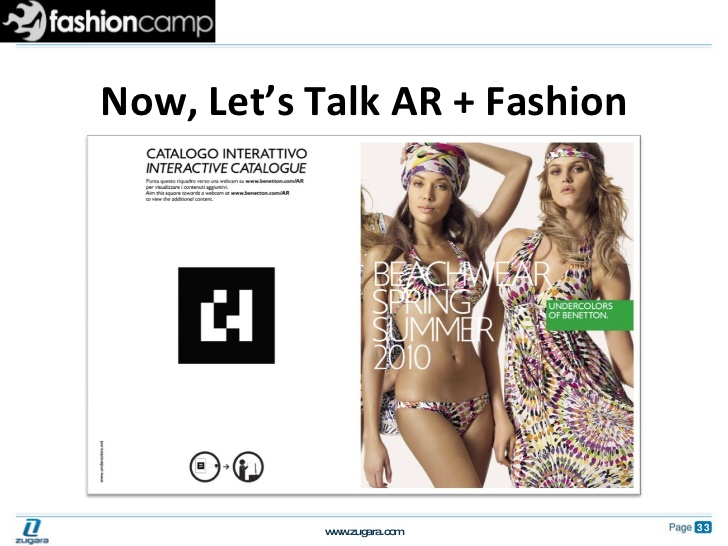 fashioncamp
Now, Let's Talk AR + Fashion
CATALOGO INTERATTIVO
INTERACTIVE CATALOGUE
Punta questo riquadro verso una webcam su www.benetton.com/AR
per visualizzare i contenuti aggiuntivi.
Aim this square towards a webcam at www.benetton.com/AR
to view the additional content.
BEACHWEAR
SPRING
SUMMER
2010
UNDERCOLORS
OF BENETTON.
www.undercolors.net
zugara
www.zugara.com
Page 33